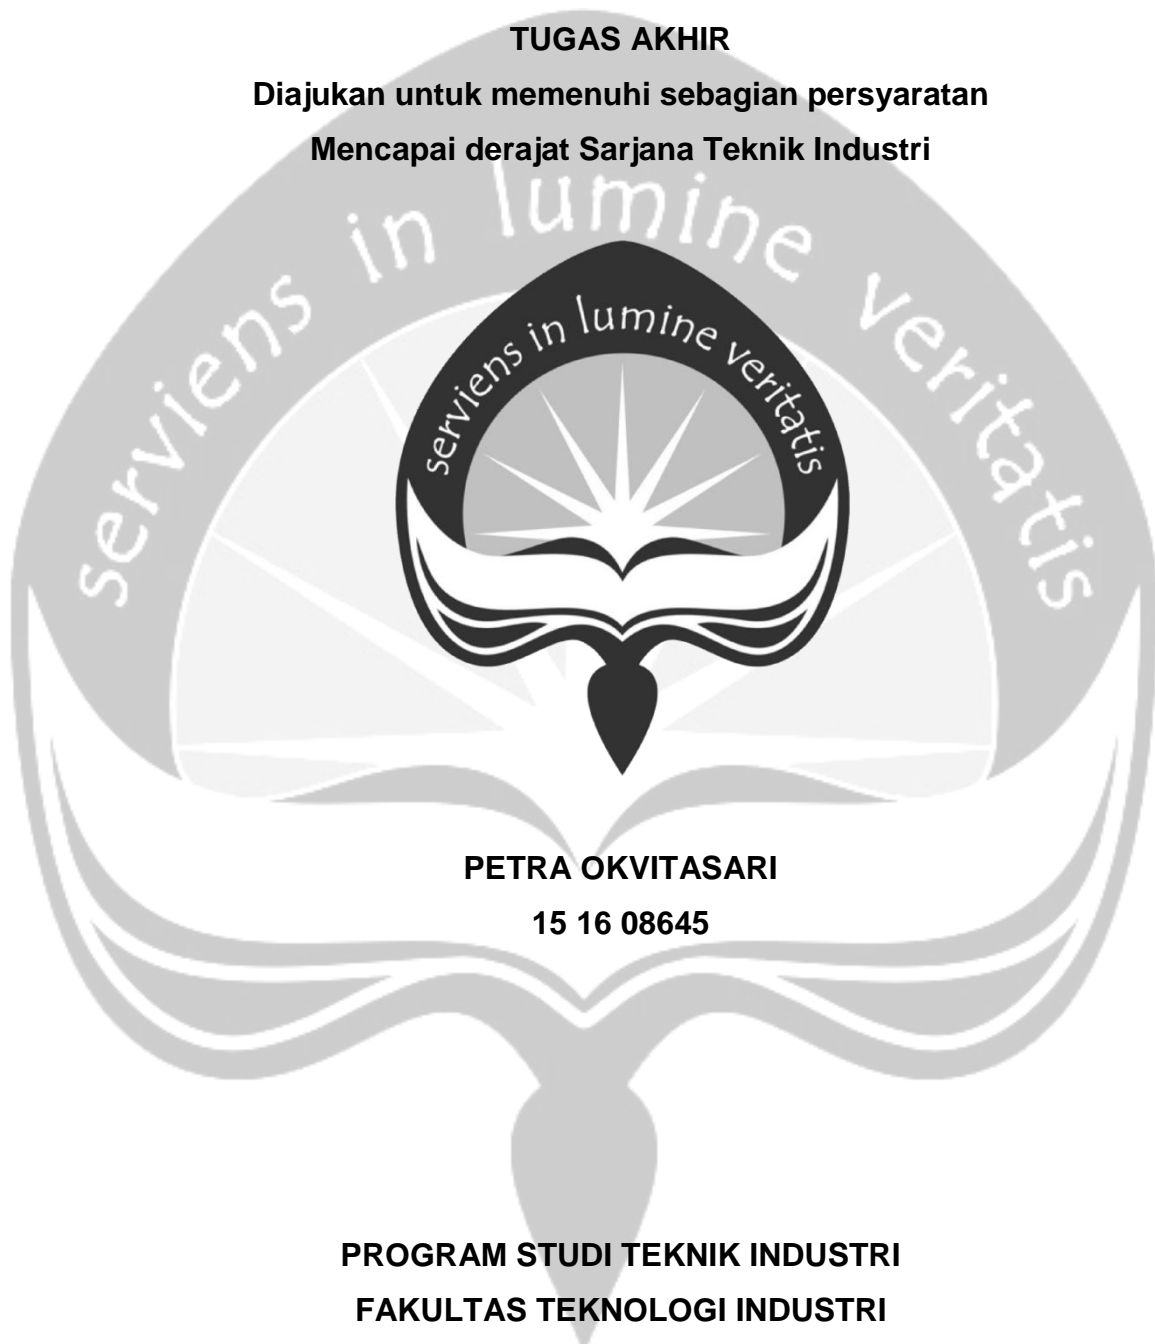 TUGAS AKHIR
Diajukan untuk memenuhi sebagian persyaratan
Mencapai derajat Sarjana Teknik Industri
serviens in lumine veritatis
serviens in lumine veritatis
PETRA OKVITASARI
15 16 08645
PROGRAM STUDI TEKNIK INDUSTRI
FAKULTAS TEKNOLOGI INDUSTRI